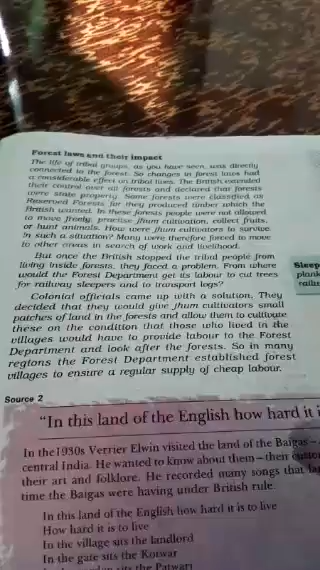 Forest laws and their impact
The life of tribal groups, as you have seen, was directly
connected to the forest. So changes in forest laws had
a considerable effect on tribal lives. The British extended
their control over all forests and declared that forests
were state property. Some forests were classified as
Reserved Forests for they produced timber which the
British wanted. In these forests people were not allowed
to move freely, practise jhum cultivation, collect fruits,
or hunt animals. How were jhum cultivators to survive
in such a situation? Many were therefore forced to move
to other areas in search of work and livelihood.
But once the British stopped the tribal people from
living inside forests, they faced a problem. From where
would the Forest Department get its labour to cut trees
for railway sleepers and to transport logs?
Colonial officials came up with a solution. They
decided that they would give jhum cultivators small
patches of land in the forests and allow them to cultivate
these on the condition that those who lived in the
villages would have to provide labour to the Forest
Department and look after the forests. So in many
regions the Forest Department established forest
villages to ensure a regular supply of cheap labour.
Sleep
plank
Source 2
"In this land of the English how hard it i
In the 1930s Verrier Elwin visited the land of the Baigas –
central India. He wanted to know about them – their
their art and folklore. He recorded many songs that
time the Baigas were having under British rule.
In this land of the English how hard it is to live
How hard it is to live
In the village sits the landlord
In the gate sits the Kotwar
sits the Patwari